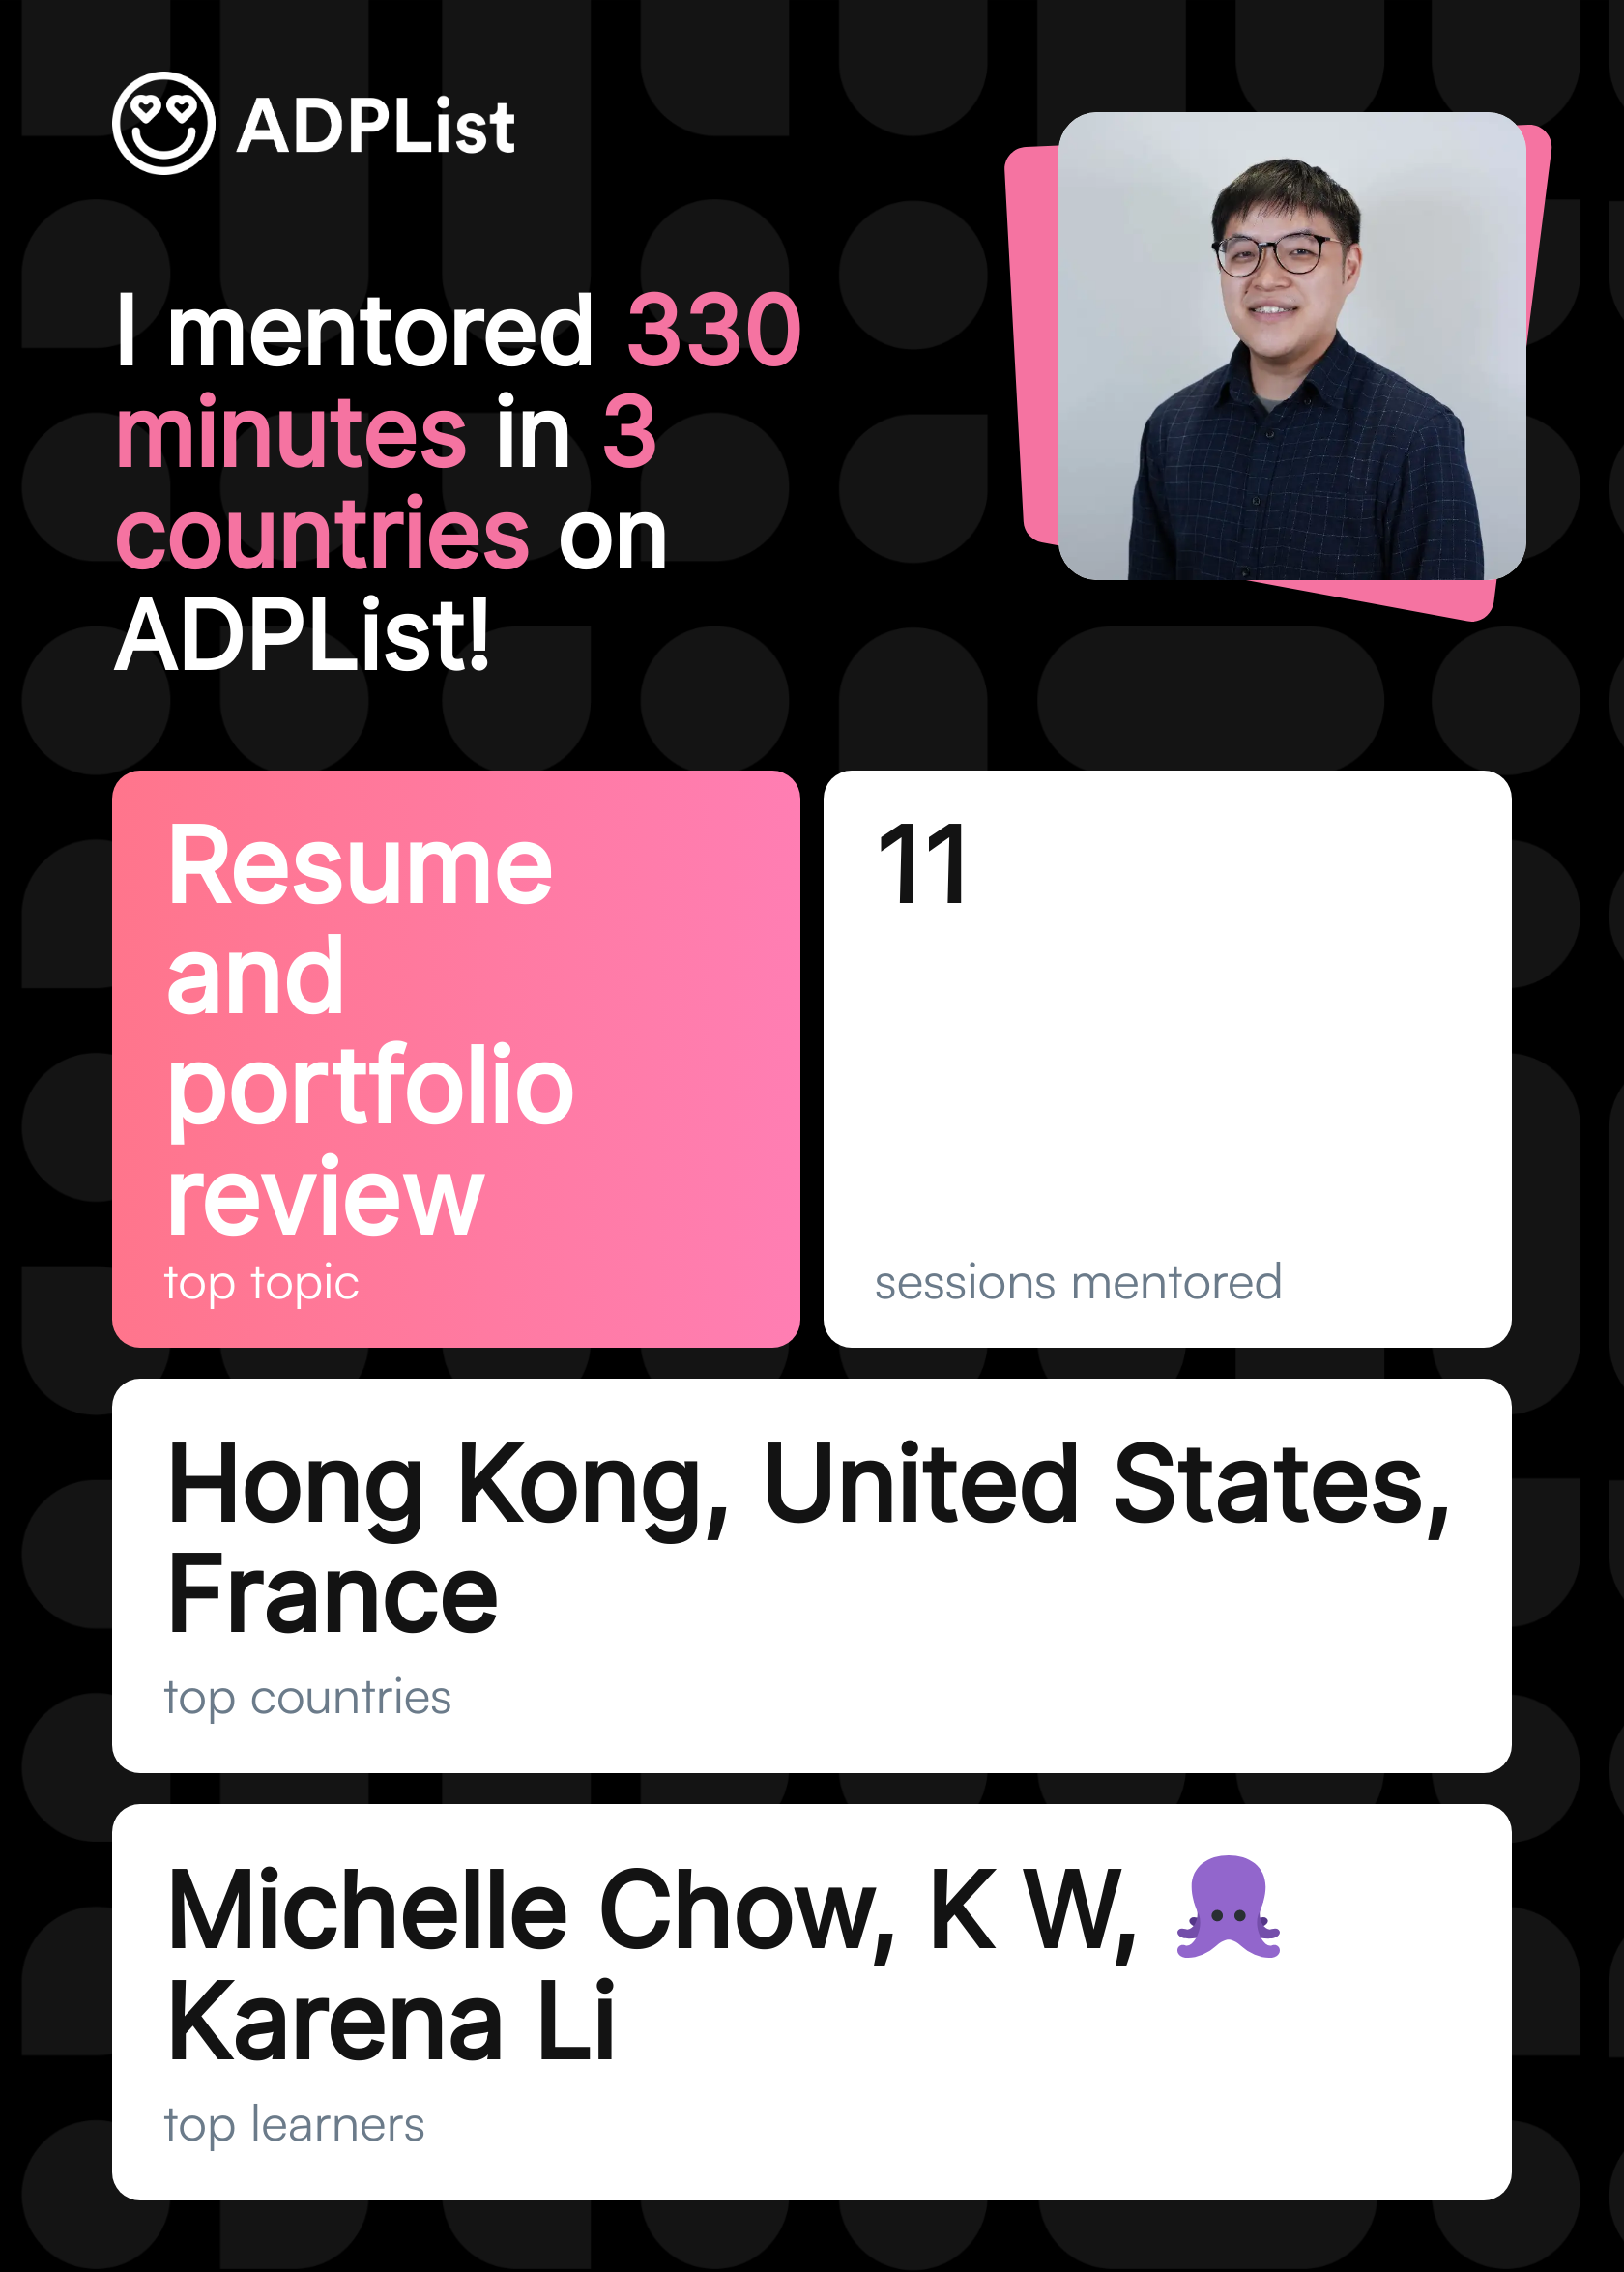 ADPList
I mentored 330
minutes in 3
countries on
ADPList!
Resume
and
portfolio
review
top topic
11
sessions mentored
Hong Kong, United States,
France
top countries
Michelle Chow, K W, 🐙
Karena Li
top learners